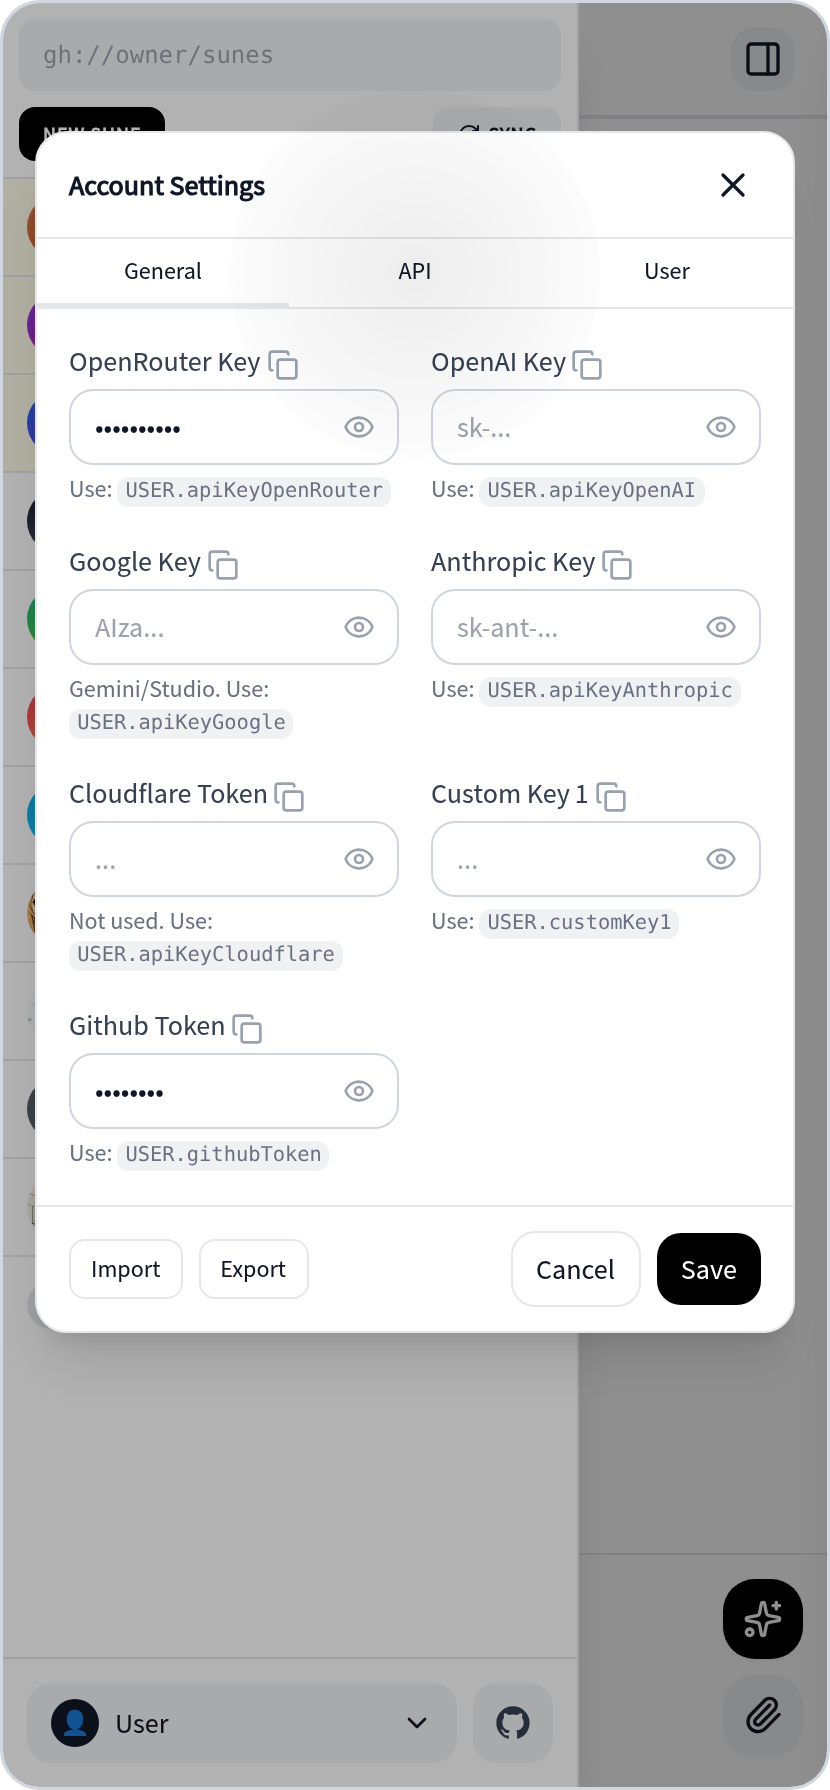 gh://owner/sunes
NEW SUNE
SYNC
Account Settings
General
API
User
OpenRouter Key
OpenAI Key
••••••••••
sk-...
Use: USER.apiKeyOpenRouter
Use: USER.apiKeyOpenAI
Google Key
Anthropic Key
AIza...
sk-ant-...
Gemini/Studio. Use:
USER.apiKeyGoogle
Use: USER.apiKeyAnthropic
Cloudflare Token
Custom Key 1
...
...
Not used. Use:
USER.apiKeyCloudflare
Use: USER.customKey1
Github Token
••••••••
Use: USER.githubToken
Import
Export
Cancel
Save
User